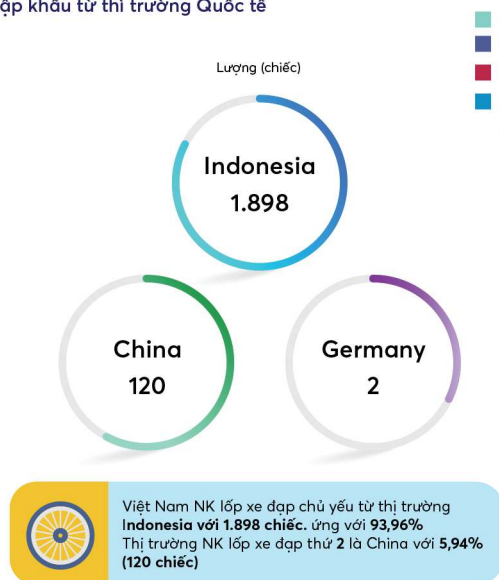 ập khẩu từ thi trường Quốc tế
Lượng (chiếc)
Indonesia
1.898
China
120
Germany
2
Việt Nam NK lốp xe đạp chủ yếu từ thị trường
Indonesia với 1.898 chiếc. ứng với 93,96%
Thị trường NK lốp xe đạp thứ 2 là China với 5,94%
(120 chiếc)